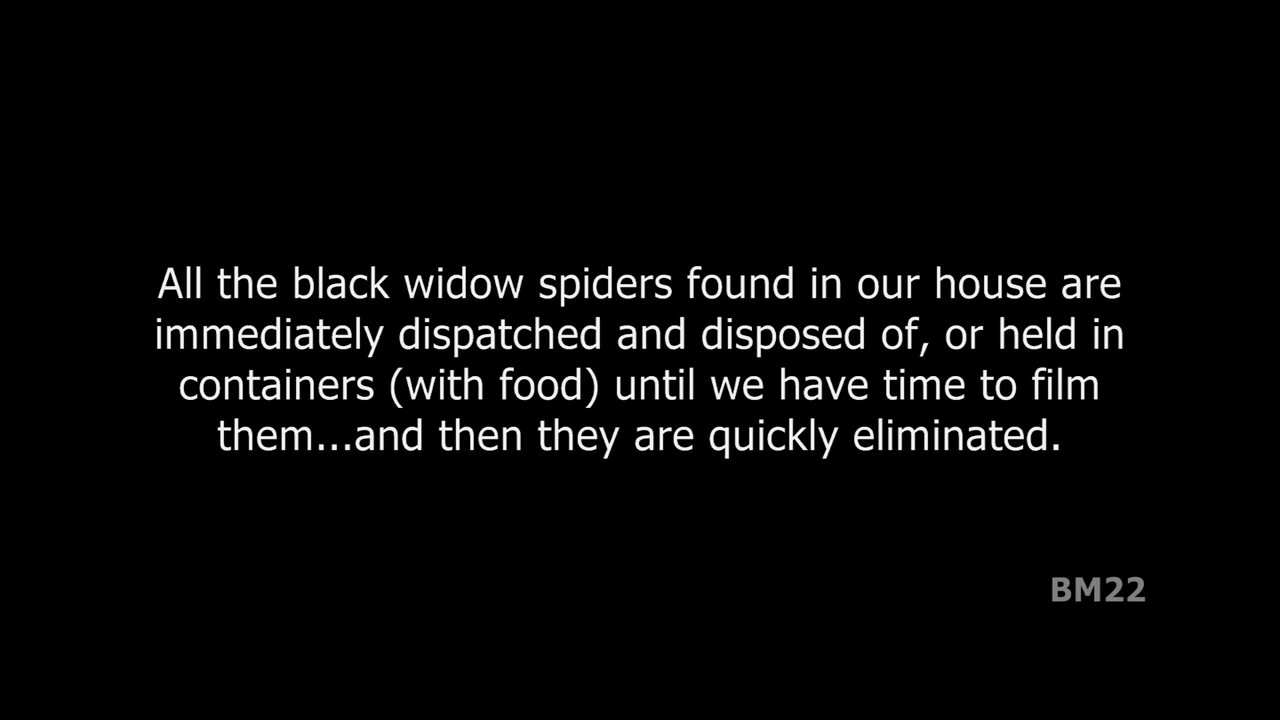 All the black widow spiders found in our house are
immediately dispatched and disposed of, or held in
containers (with food) until we have time to film
them...and then they are quickly eliminated.
BM22